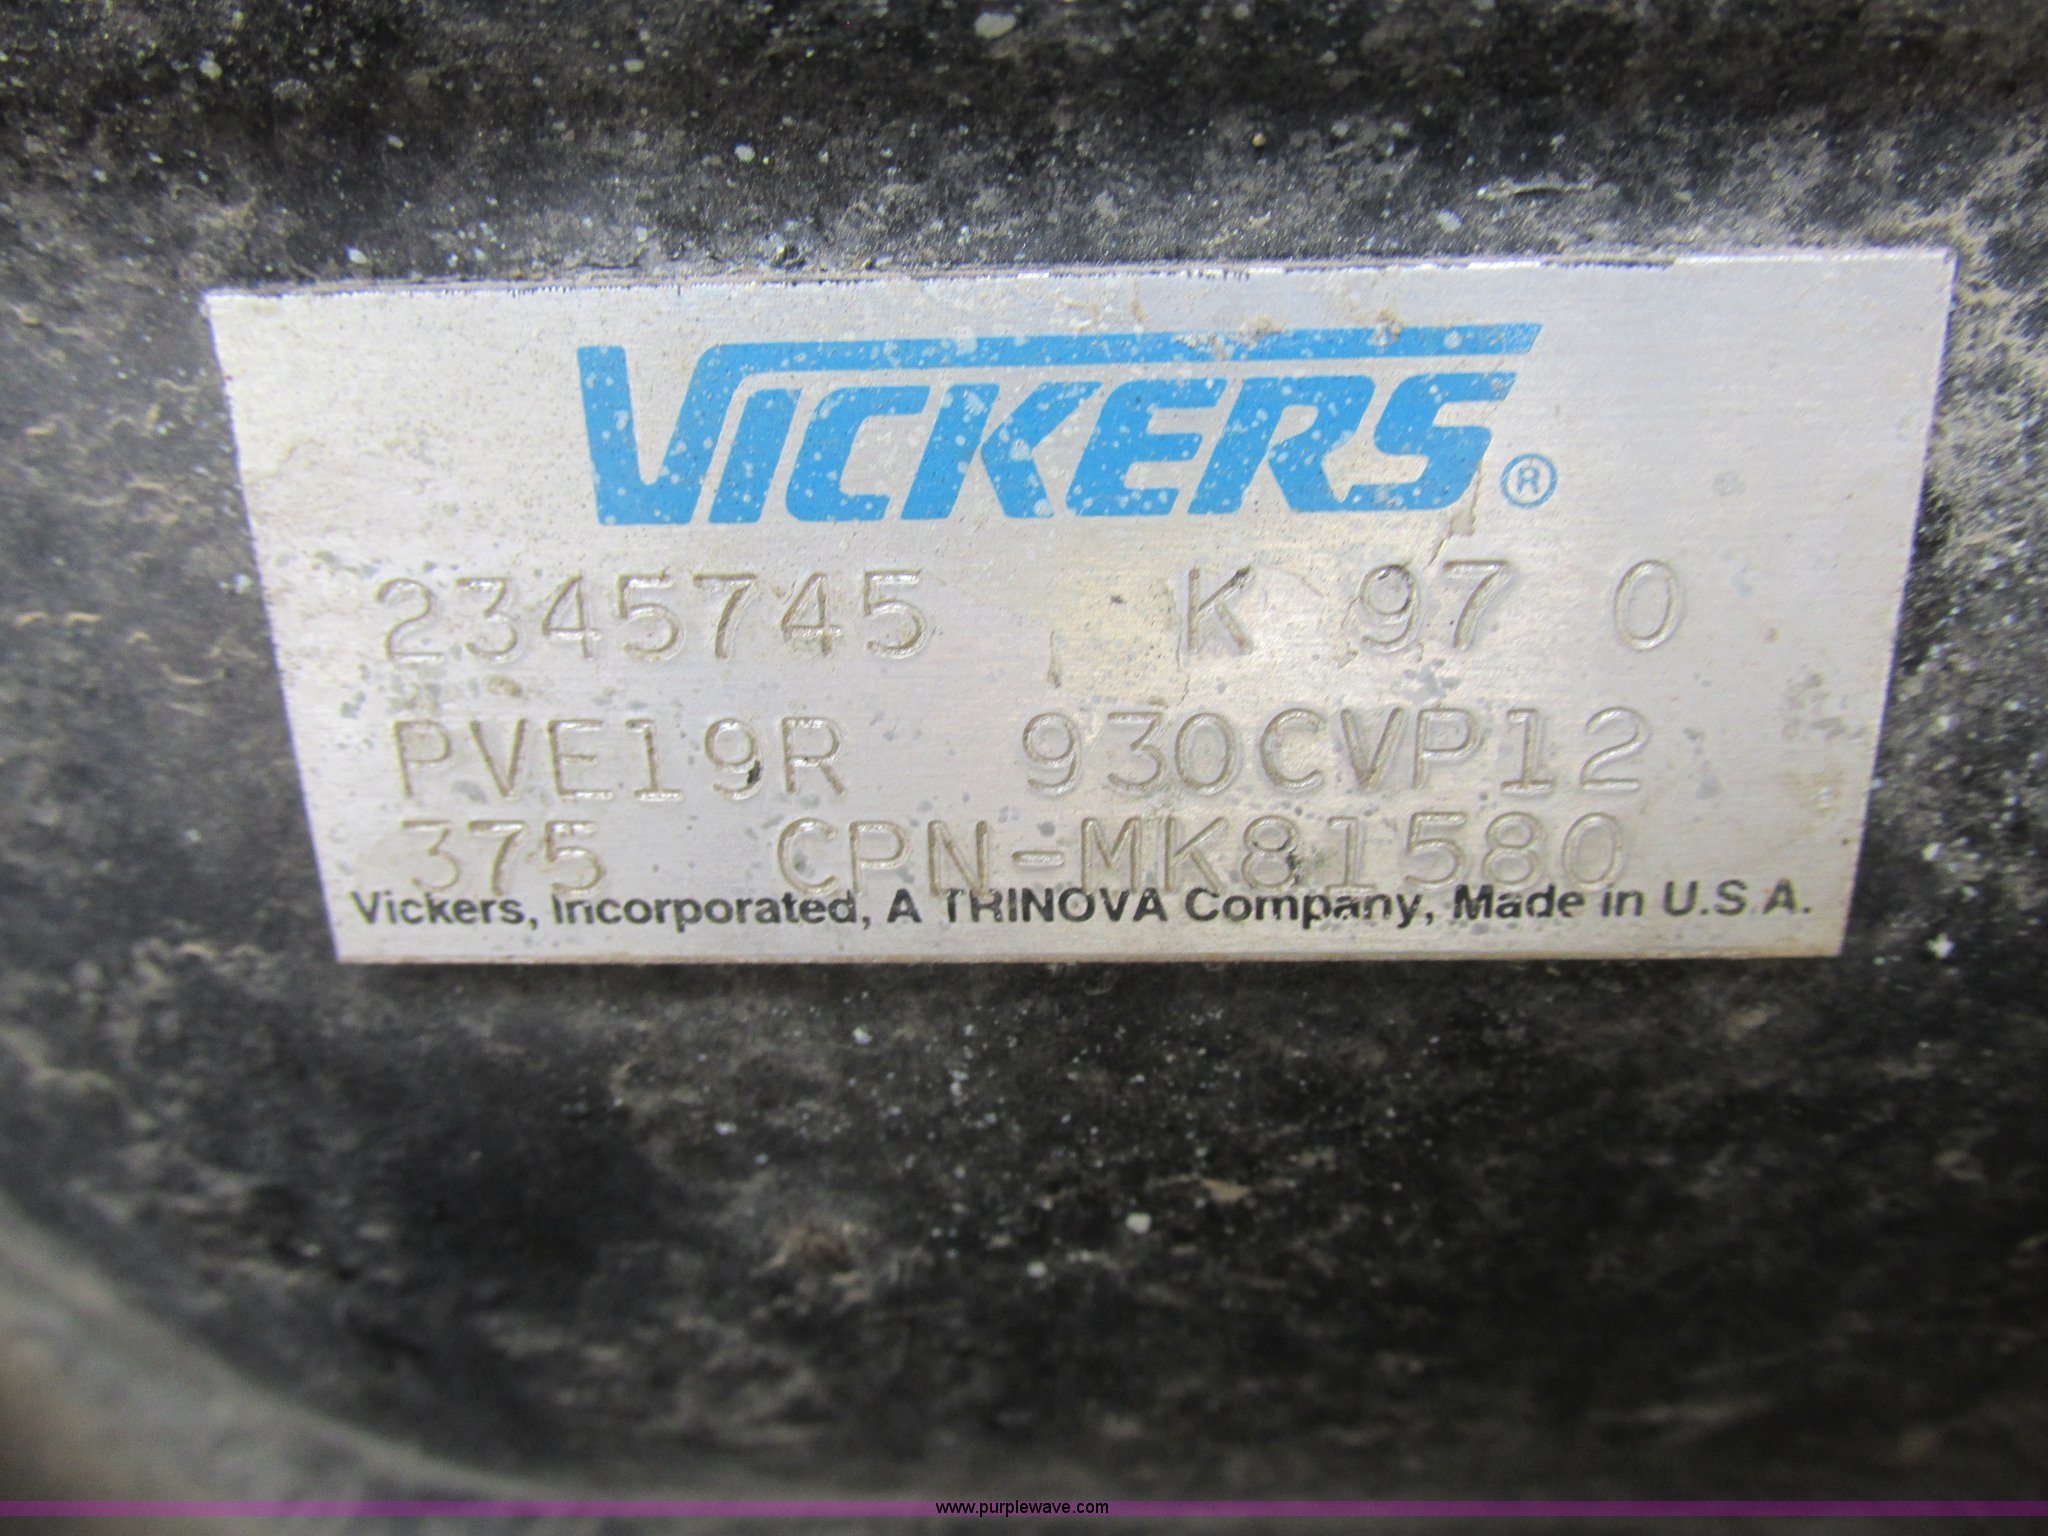 VICKERS®
2345745 K 97 0
PVE19R 930CVP12
375 CPN-MK81580
Vickers, Incorporated, A TRINOVA Company, Made in U.S.A.
www.purplewave.com